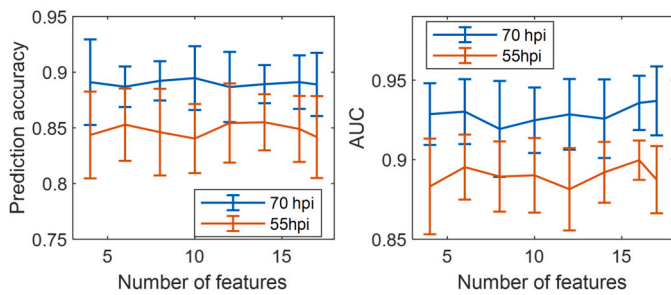 0.95
0.9
0.85
0.8
0.75
Prediction accuracy
5
10
15
Number of features
70 hpi
55hpi
0.95
0.9
0.85
AUC
5
10
15
Number of features
70 hpi
55hpi